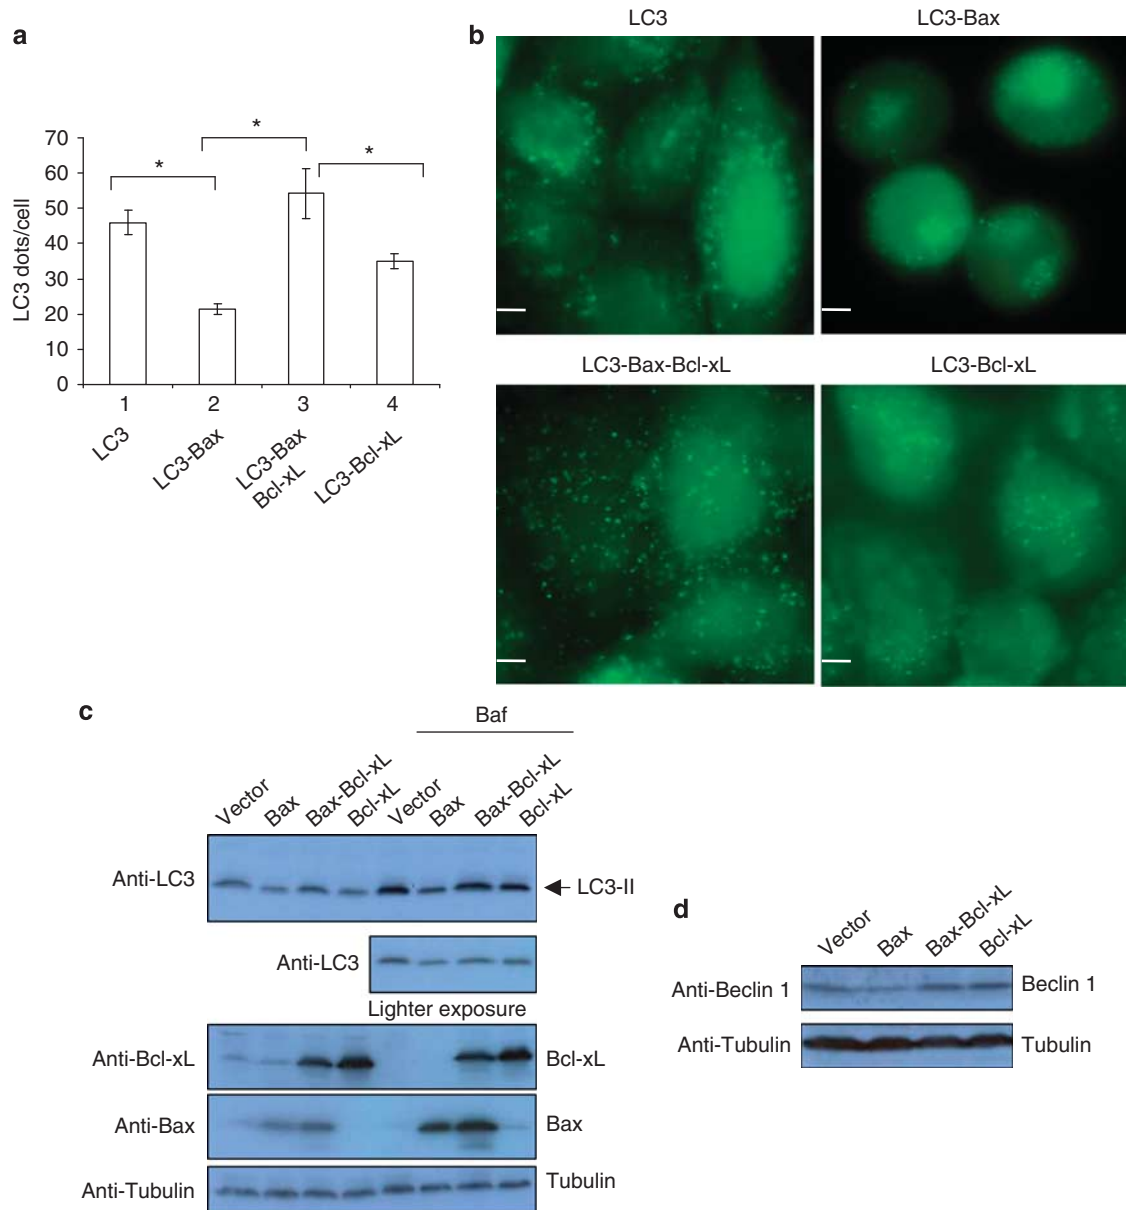 a
LC3 dots/cell
70
60
50
40
30
20
10
0
*
*
*
1
2
3
4
LC3
LC3-Bax
LC3-Bax
Bcl-xL
LC3-Bcl-xL
b
LC3
LC3-Bax
LC3-Bax-Bcl-xL
LC3-Bcl-xL
c
Baf
Vector
Bax
Bax-Bcl-xL
Bcl-xL
Vector
Bax
Bax-Bcl-xL
Bcl-xL
Anti-LC3
LC3-II
Anti-LC3
Lighter exposure
Anti-Bcl-xL
Bcl-xL
Anti-Bax
Bax
Anti-Tubulin
Tubulin
d
Vector
Bax
Bax-Bcl-xL
Bcl-xL
Anti-Beclin 1
Beclin 1
Anti-Tubulin
Tubulin